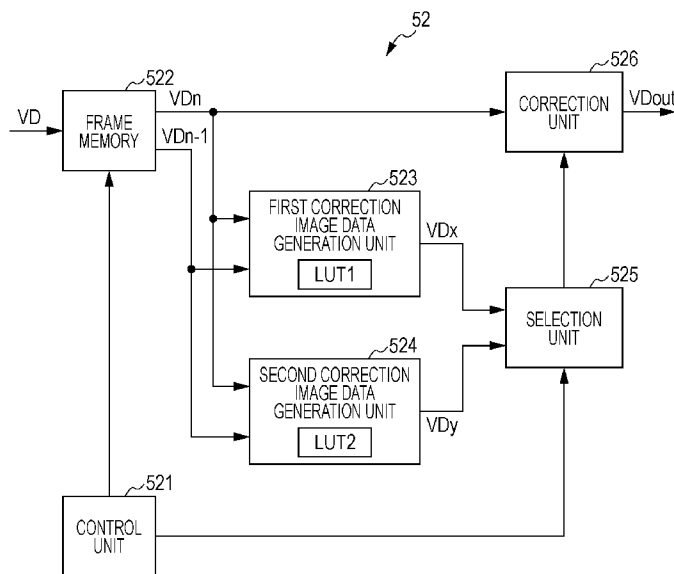 52
522
526
VD
FRAME
MEMORY
VDn
VDn-1
CORRECTION
UNIT
VDout
523
FIRST CORRECTION
IMAGE DATA
GENERATION UNIT
LUT1
VDx
525
SELECTION
UNIT
524
SECOND CORRECTION
IMAGE DATA
GENERATION UNIT
LUT2
VDy
521
CONTROL
UNIT